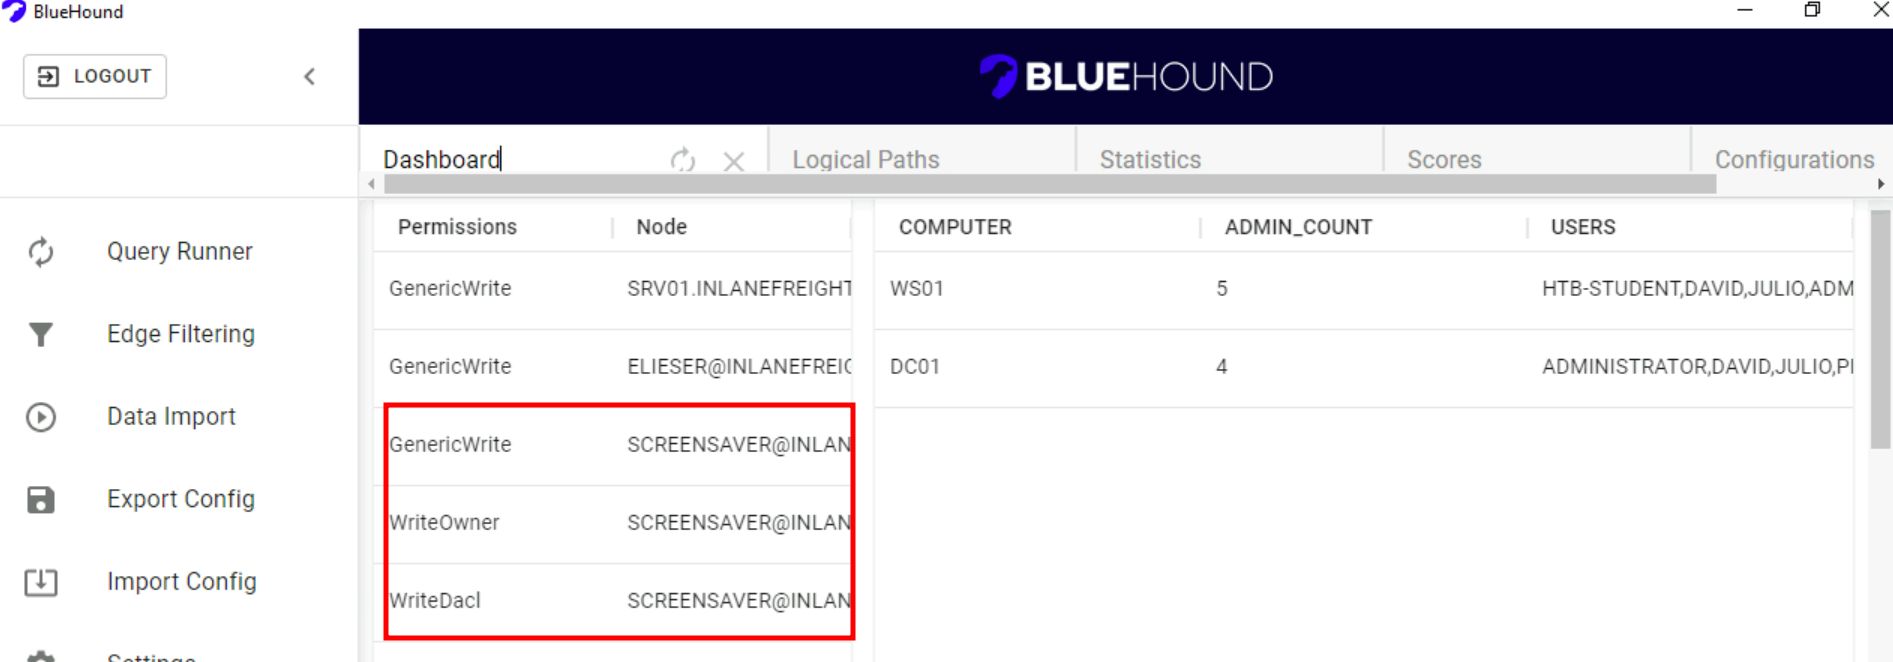 BlueHound
LOGOUT
BLUEHOUND
Dashboard
Logical Paths
Statistics
Scores
Configurations
Query Runner
Edge Filtering
Data Import
Export Config
Import Config
Settings
Permissions Node
GenericWrite SRV01.INLANEFREIGHT
GenericWrite ELIESER@INLANEFREIG
GenericWrite SCREENSAVER@INLAN
WriteOwner SCREENSAVER@INLAN
WriteDacl SCREENSAVER@INLAN
COMPUTER ADMIN_COUNT USERS
WS01 5 HTB-STUDENT,DAVID,JULIO,ADM
DC01 4 ADMINISTRATOR,DAVID,JULIO,PI